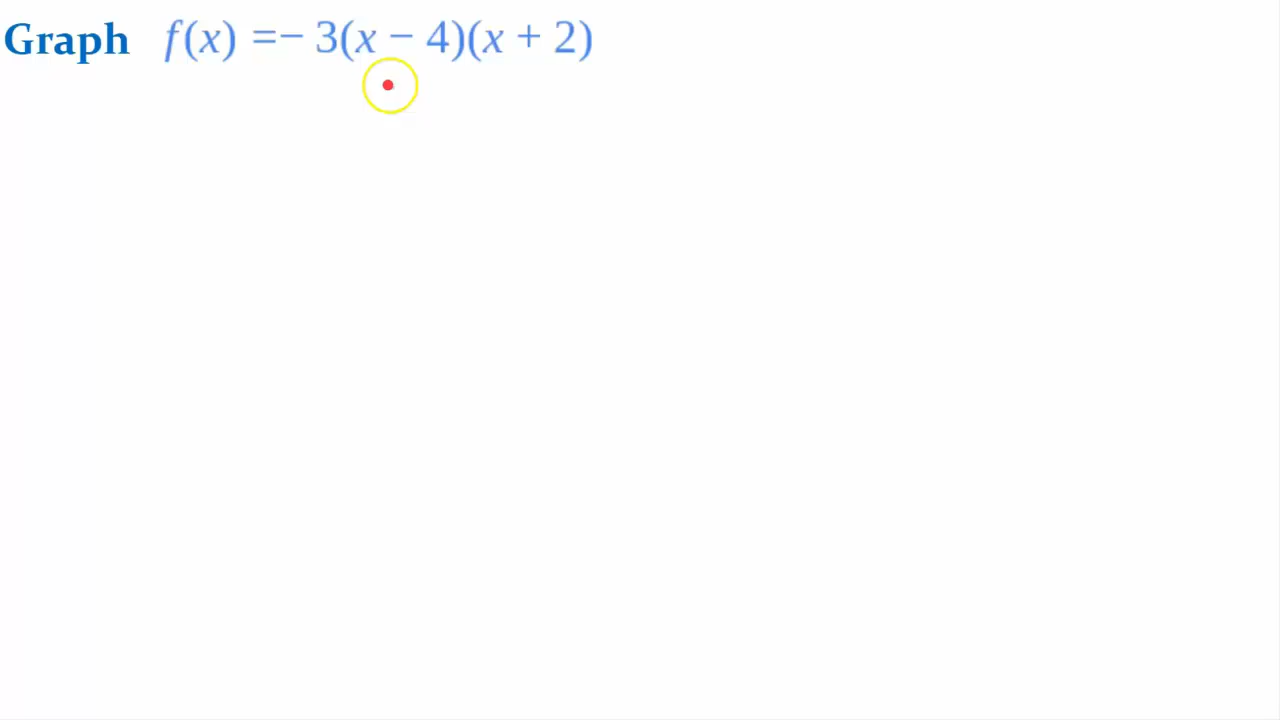 Graph f(x) =− 3(x − 4)(x + 2)